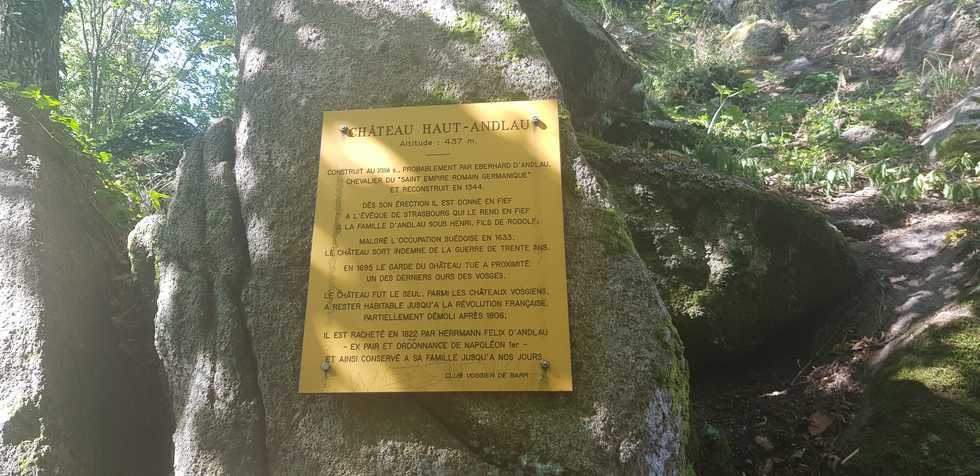 CHÂTEAU HAUT-ANDLAU
Altitude : 437 m.
CONSTRUIT AU XIIIè s., PROBABLEMENT PAR EBERHARD D'ANDLAU,
CHEVALIER DU "SAINT EMPIRE ROMAIN GERMANIQUE"
ET RECONSTRUIT EN 1344.
DÈS SON ÉRECTION IL EST DONNÉ EN FIEF
A L'ÉVÊQUE DE STRASBOURG QUI LE REND EN FIEF
À LA FAMILLE D'ANDLAU SOUS HENRI, FILS DE RODOLF.
MALGRÉ L'OCCUPATION SUÉDOISE EN 1633,
LE CHÂTEAU SORT INDEMNE DE LA GUERRE DE TRENTE ANS.
EN 1695 LE GARDE DU CHÂTEAU TUE A PROXIMITÉ
UN DES DERNIERS OURS DES VOSGES.
LE CHÂTEAU FUT LE SEUL, PARMI LES CHÂTEAUX VOSGIENS,
A RESTER HABITABLE JUSQU'A LA RÉVOLUTION FRANÇAISE.
PARTIELLEMENT DÉMOLI APRÈS 1806,
IL EST RACHETÉ EN 1822 PAR HERRMANN FELIX D'ANDLAU
- EX PAIR ET ORDONNANCE DE NAPOLÉON 1er -
ET AINSI CONSERVÉ A SA FAMILLE JUSQU'A NOS JOURS.
CLUB VOSGIEN DE BARR